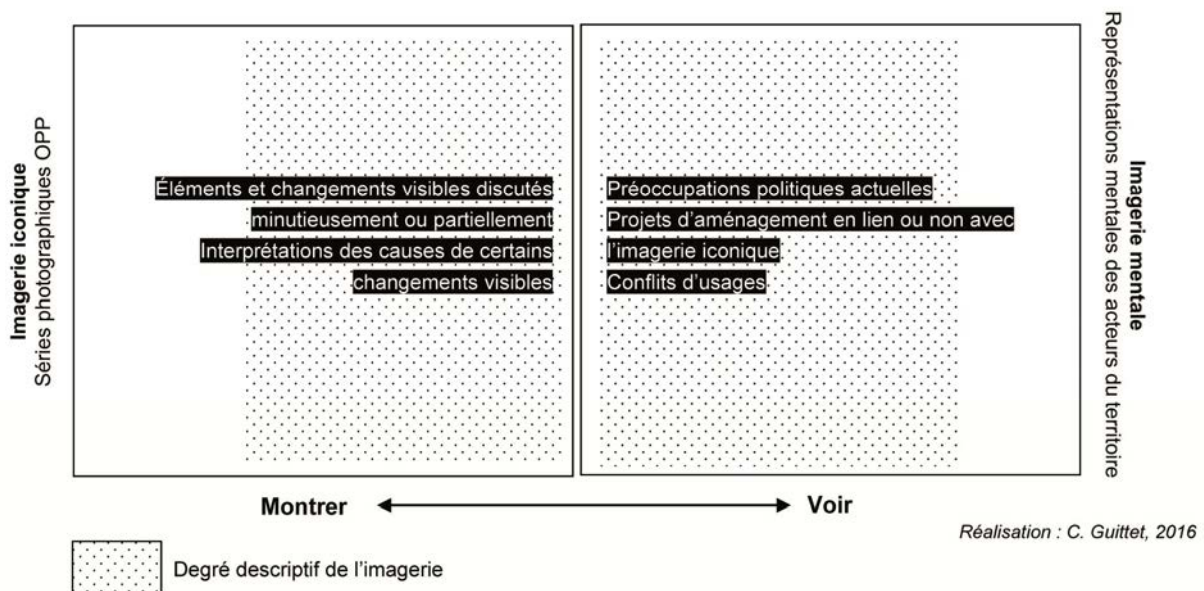 Imagerie iconique
Séries photographiques OPP
Éléments et changements visibles discutés
minutieusement ou partiellement
Interprétations des causes de certains
changements visibles
Préoccupations politiques actuelles
Projets d'aménagement en lien ou non avec
l'imagerie iconique
Conflits d'usages
Imagerie mentale
Représentations mentales des acteurs du territoire
Montrer
Voir
Réalisation : C. Guittet, 2016
Degré descriptif de l'imagerie